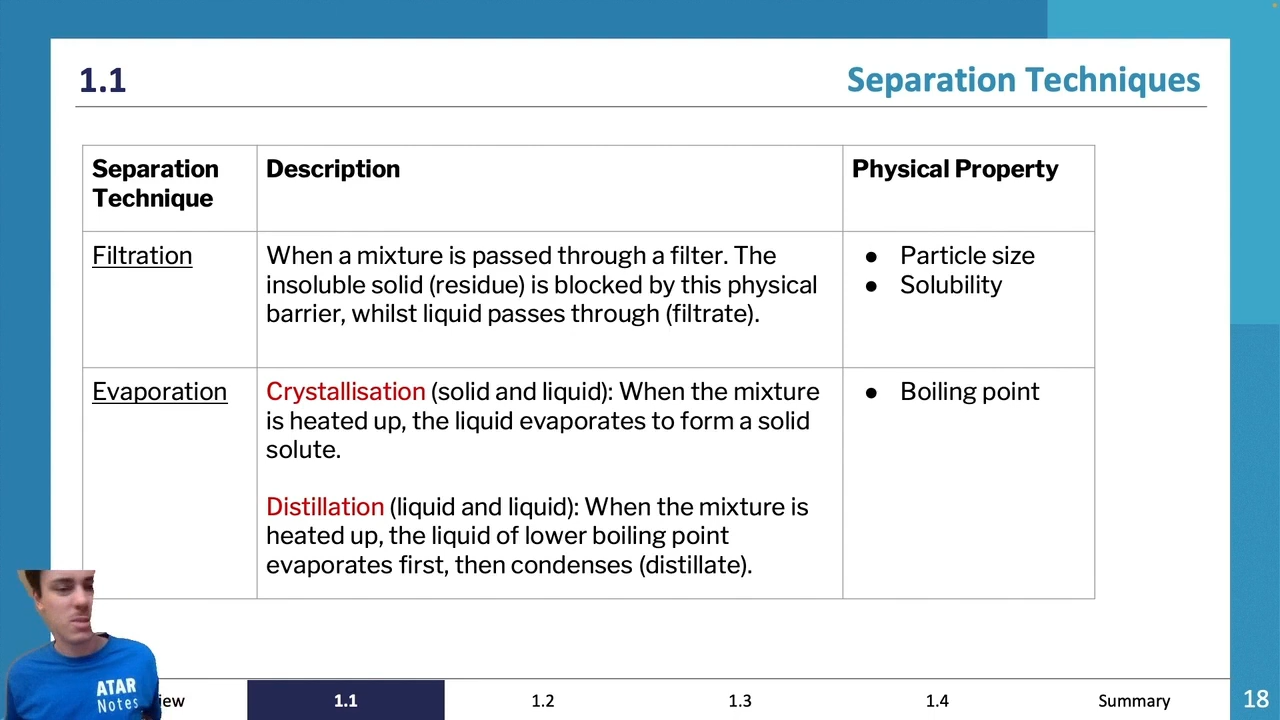 1.1
Separation Techniques
Separation
Technique
Description
Physical Property
Filtration
When a mixture is passed through a filter. The
insoluble solid (residue) is blocked by this physical
barrier, whilst liquid passes through (filtrate).
● Particle size
● Solubility
Evaporation
Crystallisation (solid and liquid): When the mixture
is heated up, the liquid evaporates to form a solid
solute.
Distillation (liquid and liquid): When the mixture is
heated up, the liquid of lower boiling point
evaporates first, then condenses (distillate).
● Boiling point
ATAR
Notes
iew
1.1
1.2
1.3
1.4
Summary
18